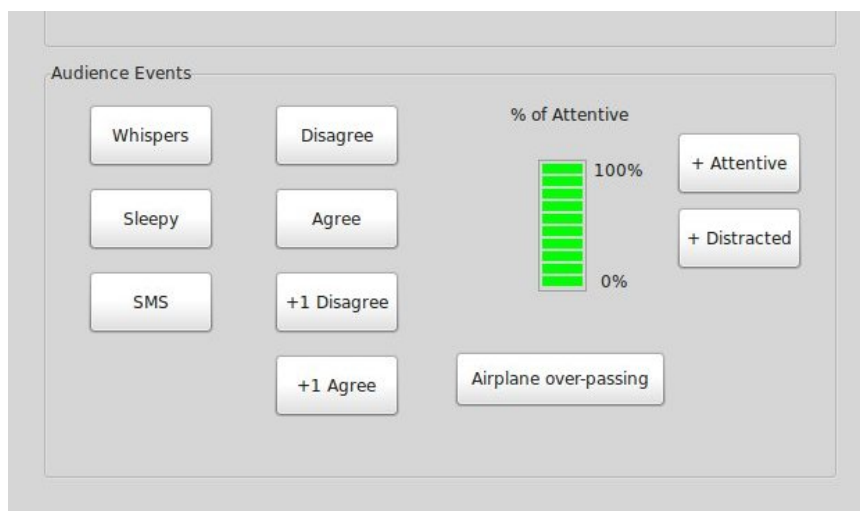 Audience Events
Whispers
Disagree
% of Attentive
100%
+ Attentive
Sleepy
Agree
+ Distracted
0%
SMS
+1 Disagree
+1 Agree
Airplane over-passing